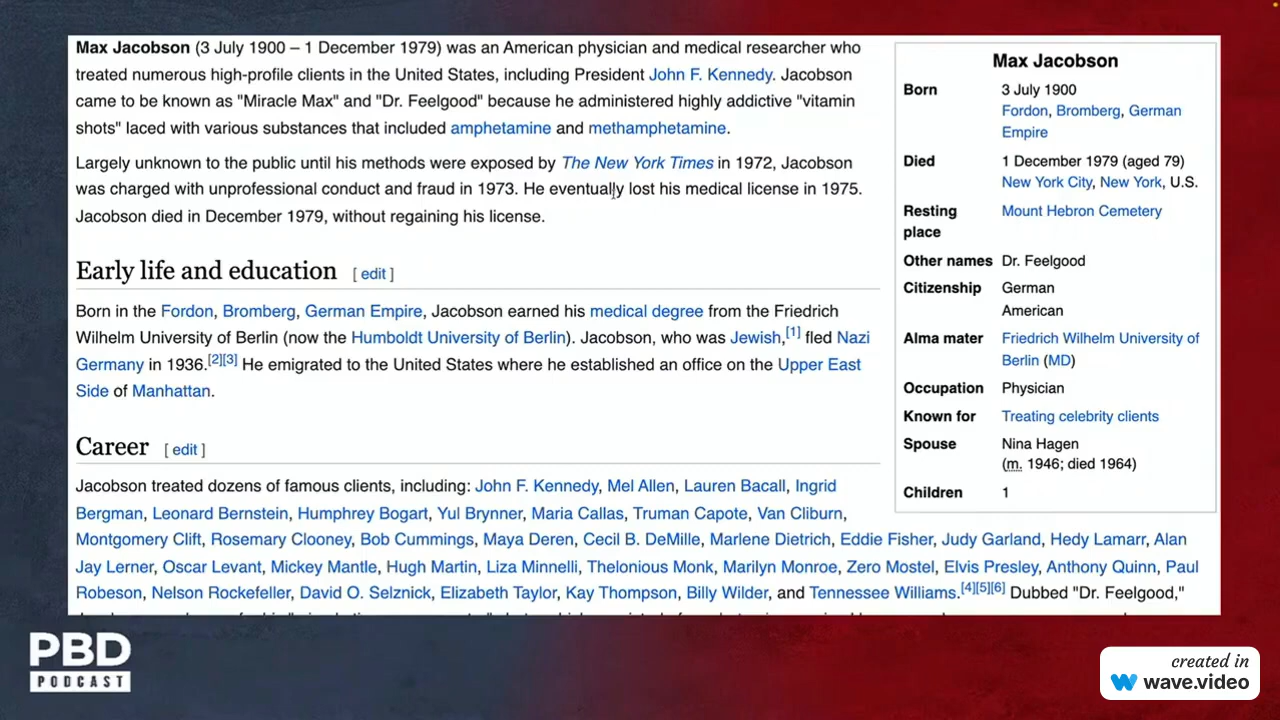 Max Jacobson (3 July 1900 – 1 December 1979) was an American physician and medical researcher who
treated numerous high-profile clients in the United States, including President John F. Kennedy. Jacobson
came to be known as "Miracle Max" and "Dr. Feelgood" because he administered highly addictive "vitamin
shots" laced with various substances that included amphetamine and methamphetamine.
Largely unknown to the public until his methods were exposed by The New York Times in 1972, Jacobson
was charged with unprofessional conduct and fraud in 1973. He eventually lost his medical license in 1975.
Jacobson died in December 1979, without regaining his license.
Early life and education [ edit ]
Born in the Fordon, Bromberg, German Empire, Jacobson earned his medical degree from the Friedrich
Wilhelm University of Berlin (now the Humboldt University of Berlin). Jacobson, who was Jewish,[1] fled Nazi
Germany in 1936.[2][3] He emigrated to the United States where he established an office on the Upper East
Side of Manhattan.
Career [ edit ]
Jacobson treated dozens of famous clients, including: John F. Kennedy, Mel Allen, Lauren Bacall, Ingrid
Bergman, Leonard Bernstein, Humphrey Bogart, Yul Brynner, Maria Callas, Truman Capote, Van Cliburn,
Montgomery Clift, Rosemary Clooney, Bob Cummings, Maya Deren, Cecil B. DeMille, Marlene Dietrich, Eddie Fisher, Judy Garland, Hedy Lamarr, Alan
Jay Lerner, Oscar Levant, Mickey Mantle, Hugh Martin, Liza Minnelli, Thelonious Monk, Marilyn Monroe, Zero Mostel, Elvis Presley, Anthony Quinn, Paul
Robeson, Nelson Rockefeller, David O. Selznick, Elizabeth Taylor, Kay Thompson, Billy Wilder, and Tennessee Williams.[4][5][6] Dubbed "Dr. Feelgood,"
Max Jacobson
Born 3 July 1900
Fordon, Bromberg, German
Empire
Died 1 December 1979 (aged 79)
New York City, New York, U.S.
Resting Mount Hebron Cemetery
place
Other names Dr. Feelgood
Citizenship German
American
Alma mater Friedrich Wilhelm University of
Berlin (MD)
Occupation Physician
Known for Treating celebrity clients
Spouse Nina Hagen
(m. 1946; died 1964)
Children 1
PBD
PODCAST
created in
wave.video